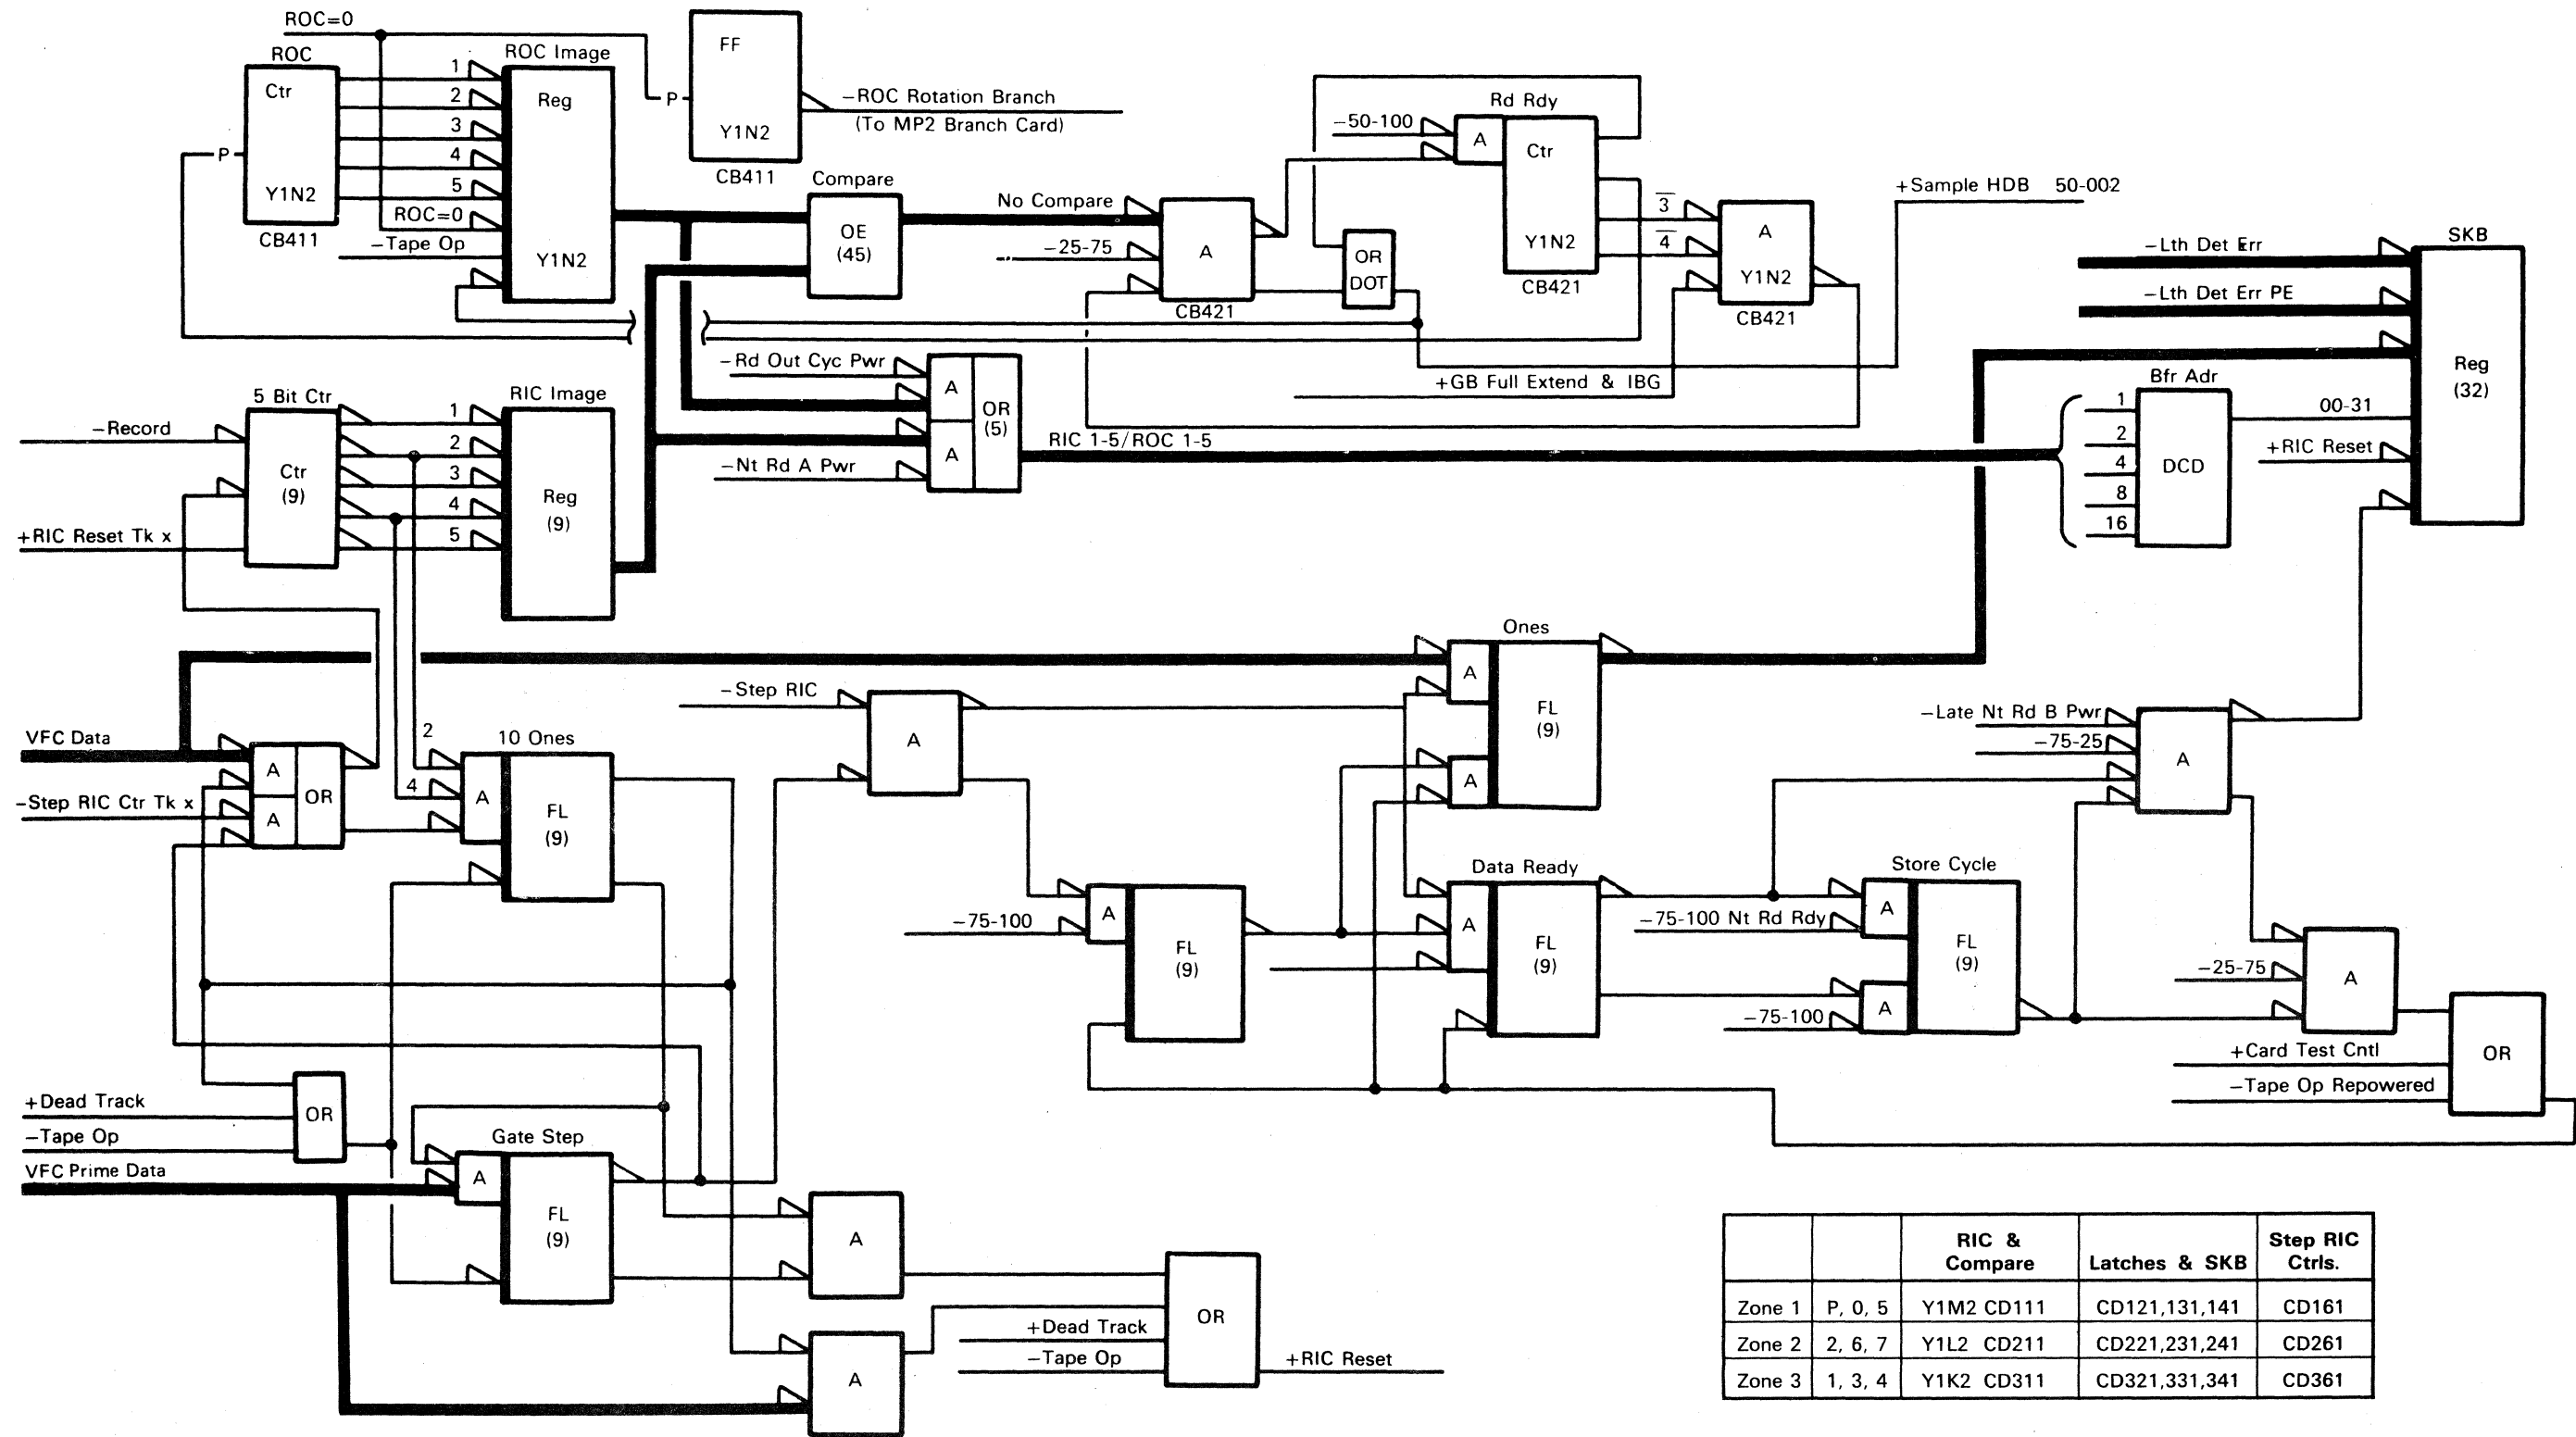 ROC=0
ROC
Ctr
Y1N2
CB411
P
ROC Image
1
2
3
4
5
ROC=0
−Tape Op
Reg
Y1N2
P
FF
Y1N2
CB411
−ROC Rotation Branch
(To MP2 Branch Card)
Compare
OE
(45)
No Compare
−25-75
A
CB421
Rd Rdy
−50-100
A
Ctr
Y1N2
CB421
OR
DOT
3
4
A
Y1N2
CB421
+Sample HDB 50-002
+GB Full Extend & IBG
−Lth Det Err
−Lth Det Err PE
SKB
Reg
(32)
Bfr Adr
1
2
4
8
16
DCD
00-31
+RIC Reset
−Rd Out Cyc Pwr
A
A
OR
(5)
−Nt Rd A Pwr
RIC 1-5/ROC 1-5
5 Bit Ctr
−Record
Ctr
(9)
+RIC Reset Tk x
RIC Image
1
2
3
4
5
Reg
(9)
VFC Data
−Step RIC Ctr Tk x
A
A
OR
10 Ones
2
4
A
FL
(9)
−Step RIC
A
Ones
A
A
FL
(9)
−75-100
A
FL
(9)
Data Ready
A
FL
(9)
−75-100 Nt Rd Rdy
−75-100
Store Cycle
A
A
FL
(9)
−Late Nt Rd B Pwr
−75-25
A
−25-75
A
+Card Test Cntl
−Tape Op Repowered
OR
+Dead Track
−Tape Op
OR
VFC Prime Data
Gate Step
A
FL
(9)
A
A
+Dead Track
−Tape Op
OR
+RIC Reset
RIC & Compare Latches & SKB Step RIC Ctrls.
Zone 1 P, 0, 5 Y1M2 CD111 CD121,131,141 CD161
Zone 2 2, 6, 7 Y1L2 CD211 CD221,231,241 CD261
Zone 3 1, 3, 4 Y1K2 CD311 CD321,331,341 CD361